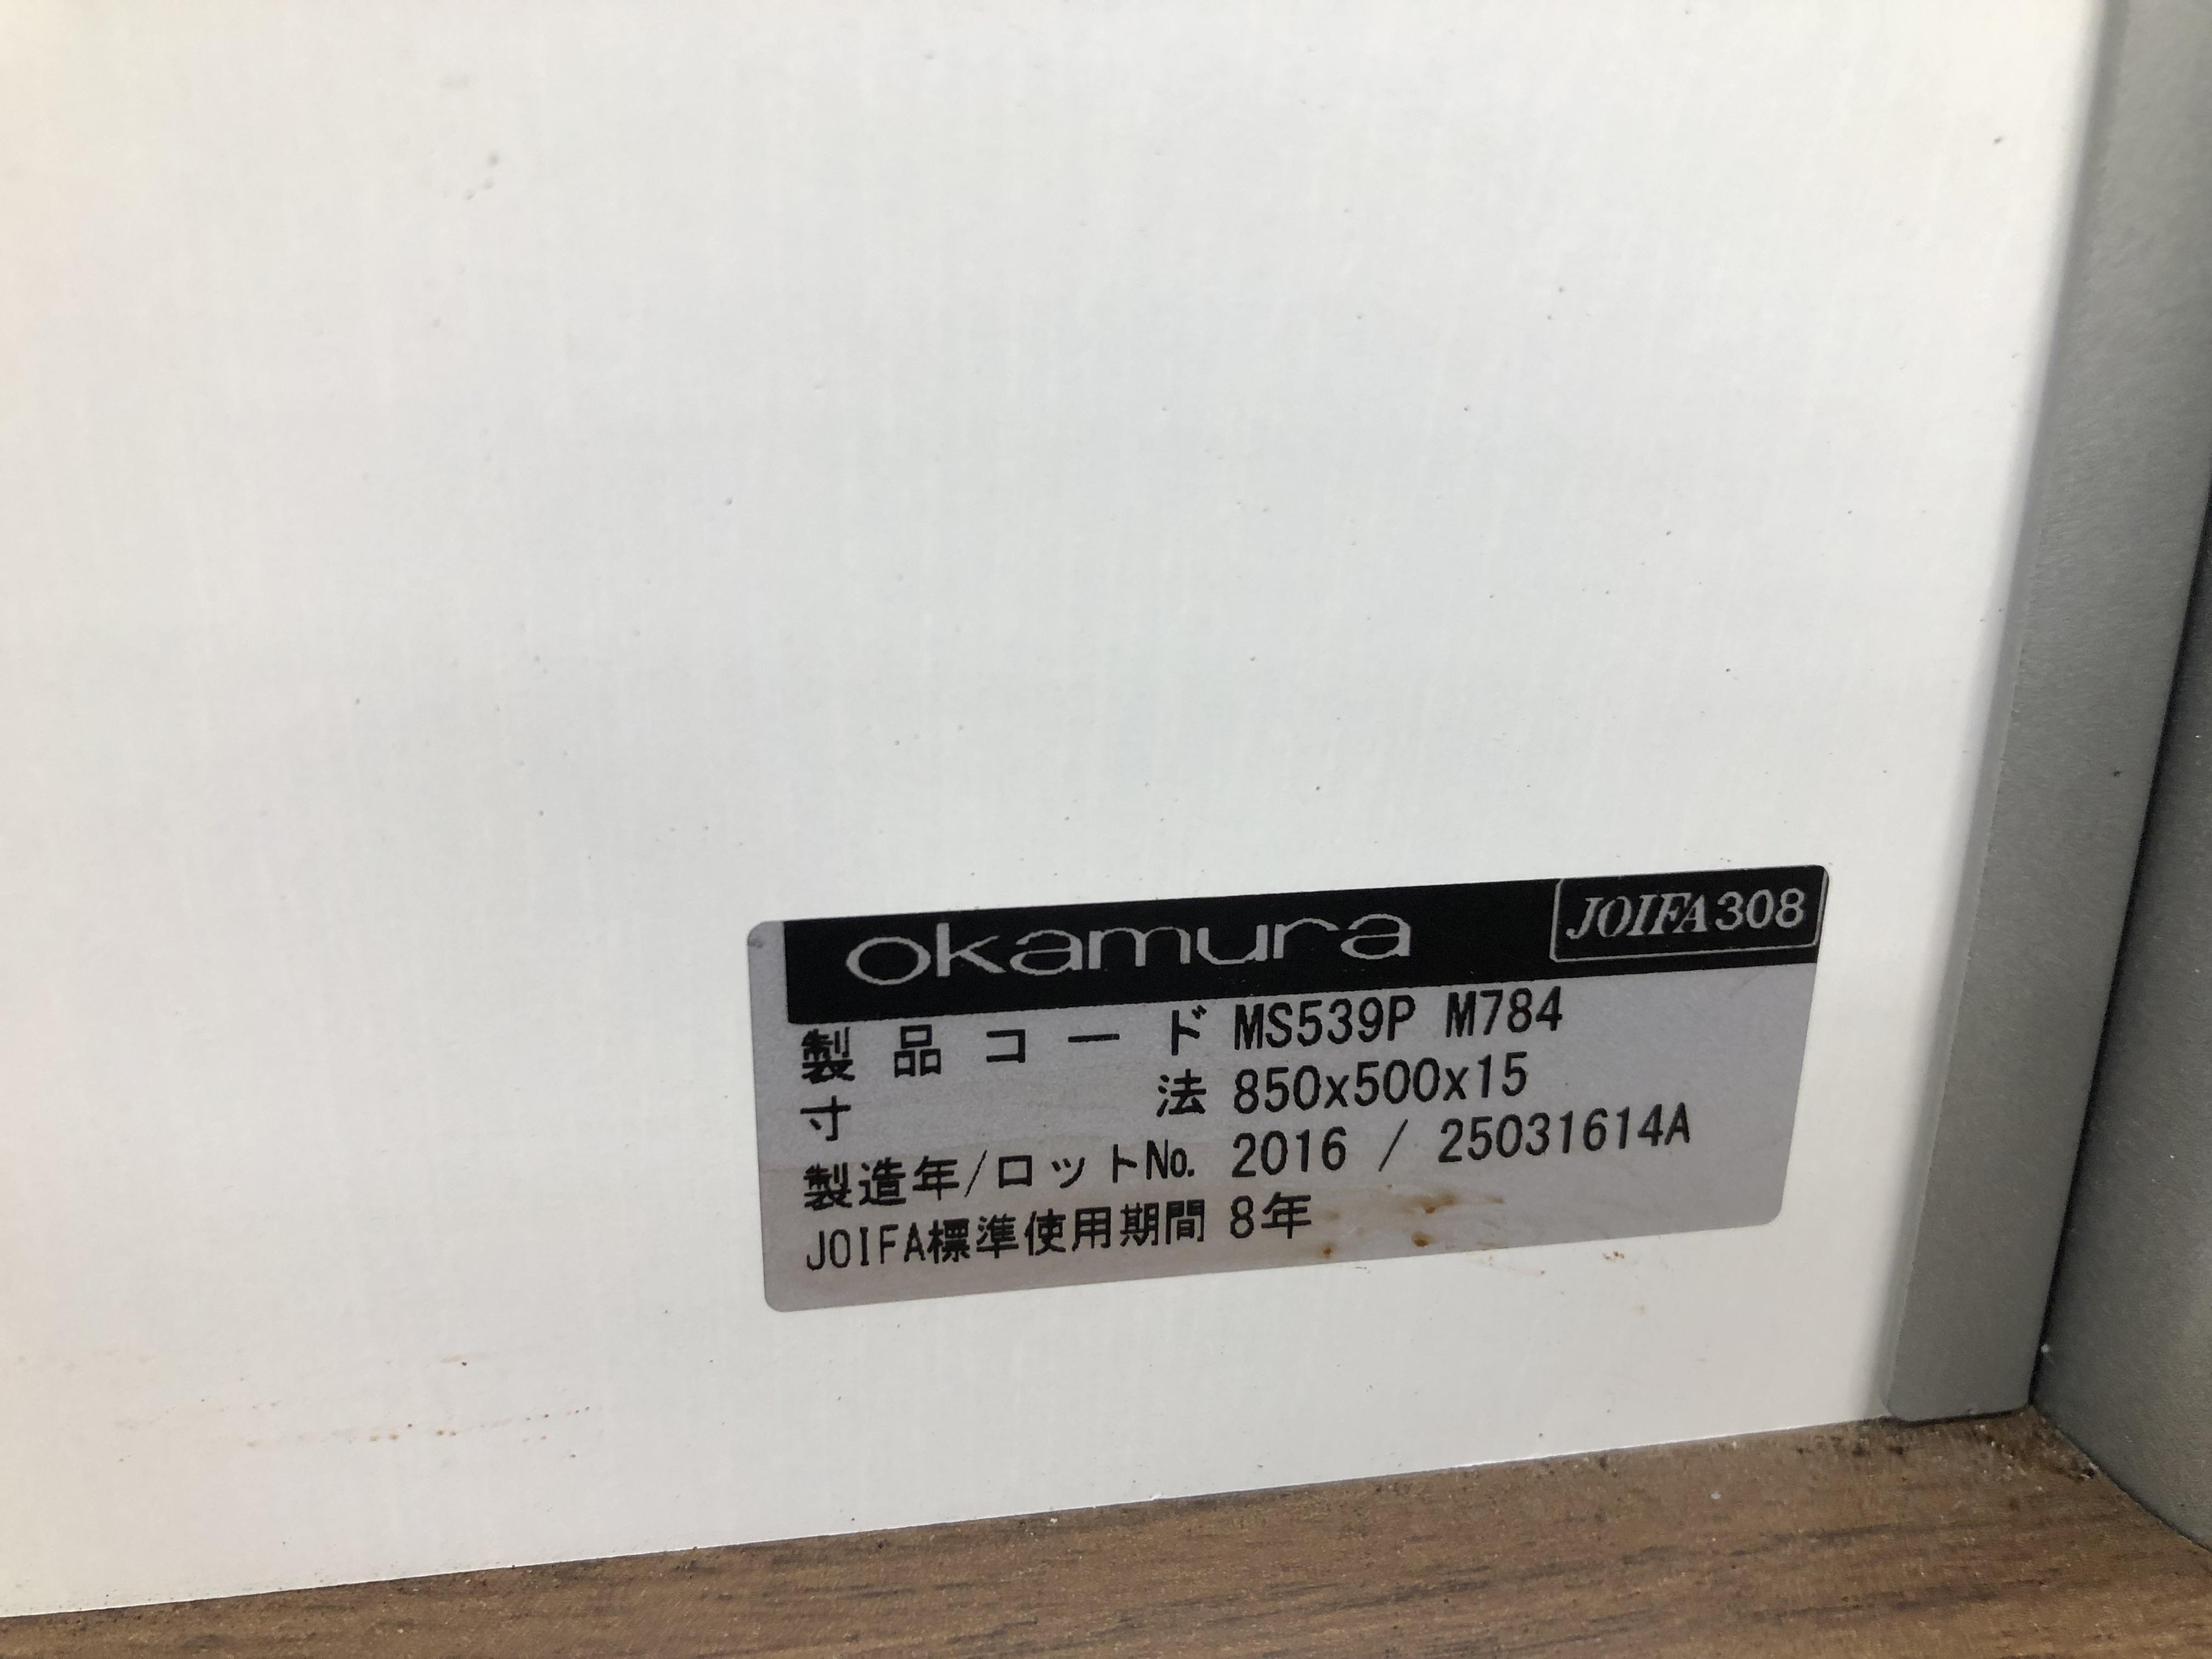 okamura JOIFA308
製品コード MS539P M784
寸法 850x500x15
製造年/ロットNo. 2016 / 25031614A
JOIFA標準使用期間 8年